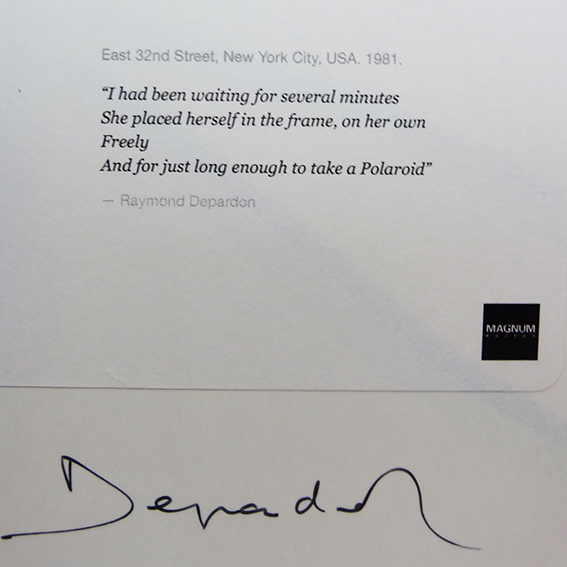 East 32nd Street, New York City, USA. 1981.
“I had been waiting for several minutes
She placed herself in the frame, on her own
Freely
And for just long enough to take a Polaroid”
— Raymond Depardon
MAGNUM
PHOTOS
Depardon